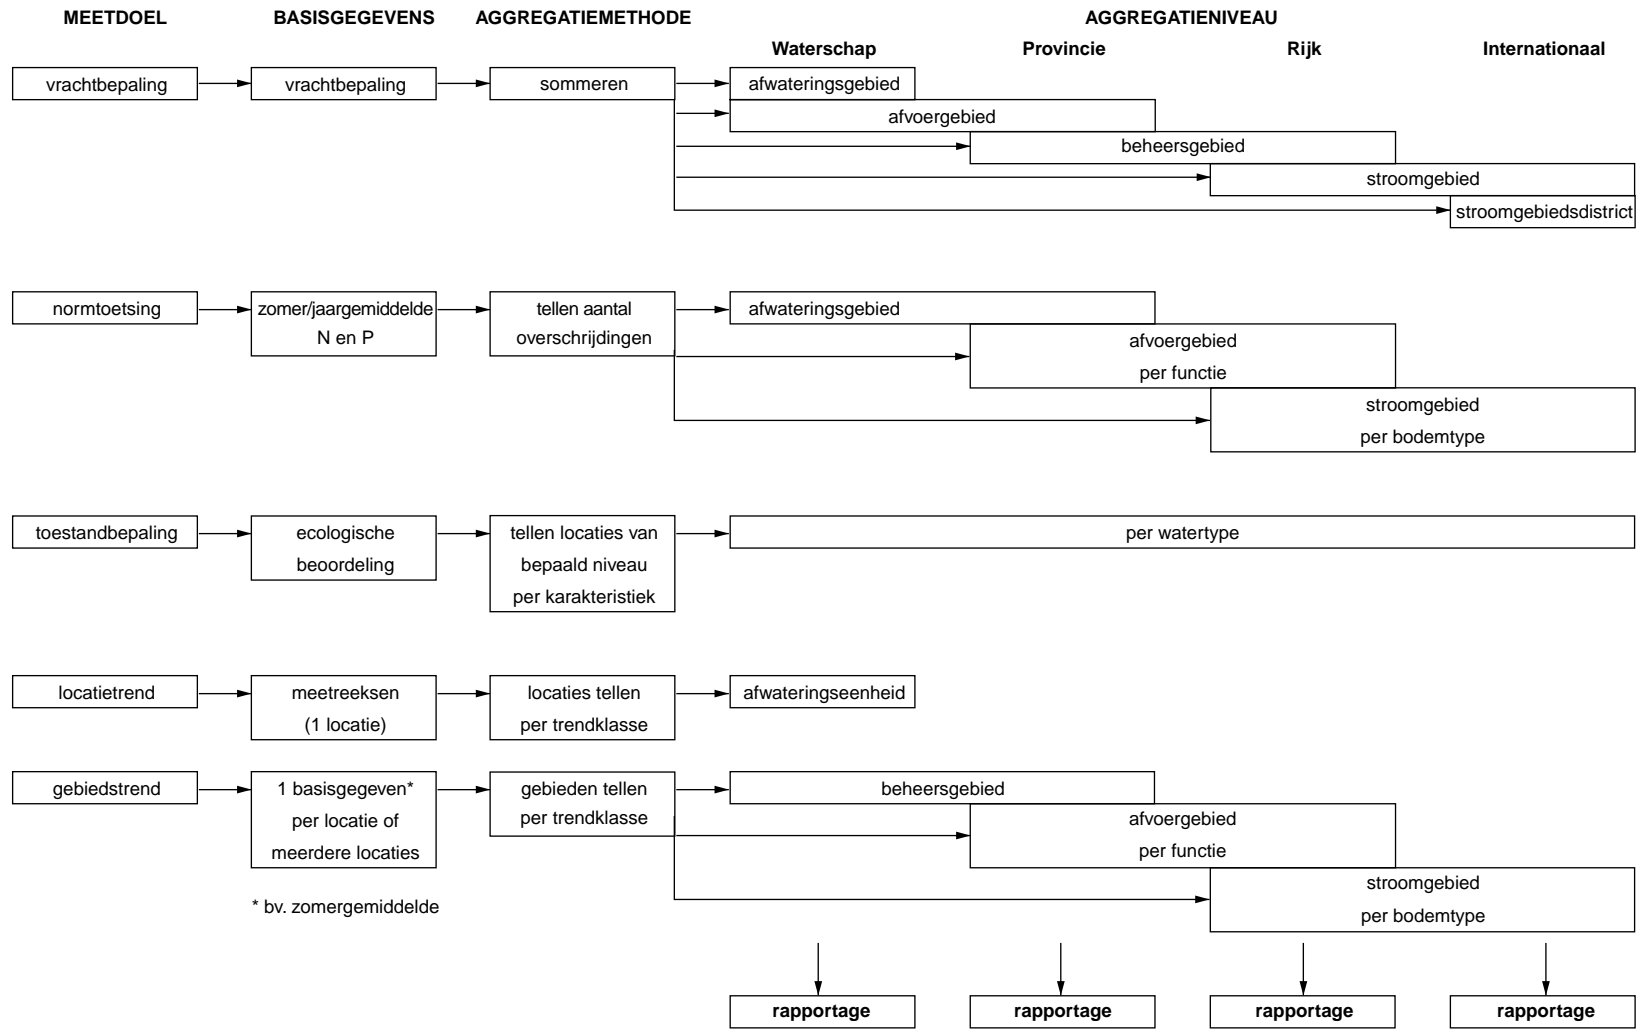 MEETDOEL BASISGEGEVENS AGGREGATIEMETHODE AGGREGATIENIVEAU
Waterschap Provincie Rijk Internationaal
vrachtbepaling vrachtbepaling sommeren afwateringsgebied
afvoergebied
beheersgebied
stroomgebied
stroomgebiedsdistrict
normtoetsing zomer/jaargemiddelde tellen aantal afwateringsgebied
N en P overschrijdingen afvoergebied
per functie
stroomgebied
per bodemtype
toestandbepaling ecologische tellen locaties van per watertype
beoordeling bepaald niveau
per karakteristiek
locatietrend meetreeksen locaties tellen afwateringseenheid
(1 locatie) per trendklasse
gebiedstrend 1 basisgegeven* gebieden tellen beheersgebied
per locatie of per trendklasse afvoergebied
meerdere locaties per functie
stroomgebied
* bv. zomergemiddelde per bodemtype
rapportage rapportage rapportage rapportage